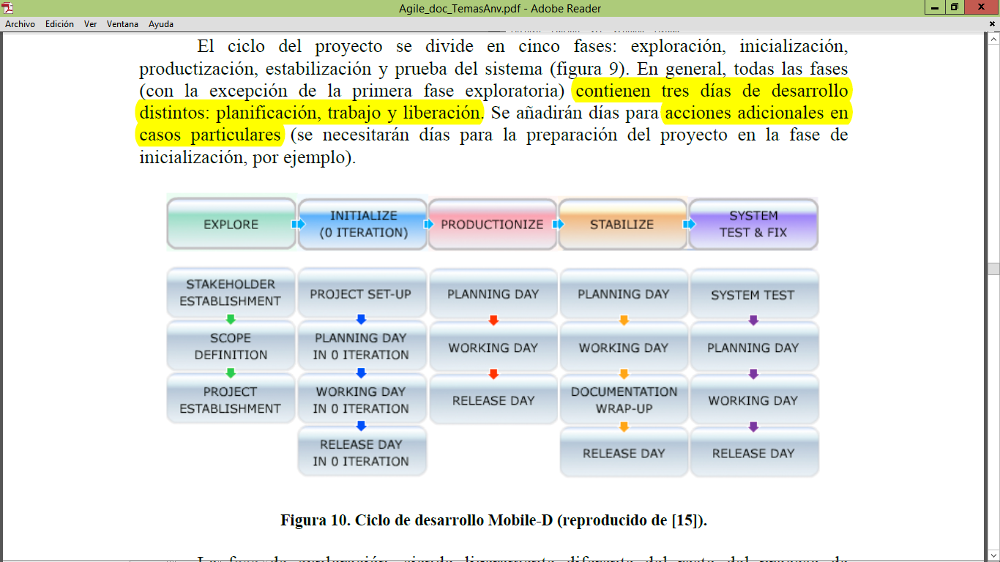 Agile_doc_TemasAnv.pdf - Adobe Reader
Archivo Edición Ver Ventana Ayuda
El ciclo del proyecto se divide en cinco fases: exploración, inicialización,
productización, estabilización y prueba del sistema (figura 9). En general, todas las fases
(con la excepción de la primera fase exploratoria) contienen tres días de desarrollo
distintos: planificación, trabajo y liberación. Se añadirán días para acciones adicionales en
casos particulares (se necesitarán días para la preparación del proyecto en la fase de
inicialización, por ejemplo).
EXPLORE
INITIALIZE
(0 ITERATION)
PRODUCTIONIZE
STABILIZE
SYSTEM
TEST & FIX
STAKEHOLDER
ESTABLISHMENT
SCOPE
DEFINITION
PROJECT
ESTABLISHMENT
PROJECT SET-UP
PLANNING DAY
IN 0 ITERATION
WORKING DAY
IN 0 ITERATION
RELEASE DAY
IN 0 ITERATION
PLANNING DAY
WORKING DAY
RELEASE DAY
PLANNING DAY
WORKING DAY
DOCUMENTATION
WRAP-UP
RELEASE DAY
SYSTEM TEST
PLANNING DAY
WORKING DAY
RELEASE DAY
Figura 10. Ciclo de desarrollo Mobile-D (reproducido de [15]).